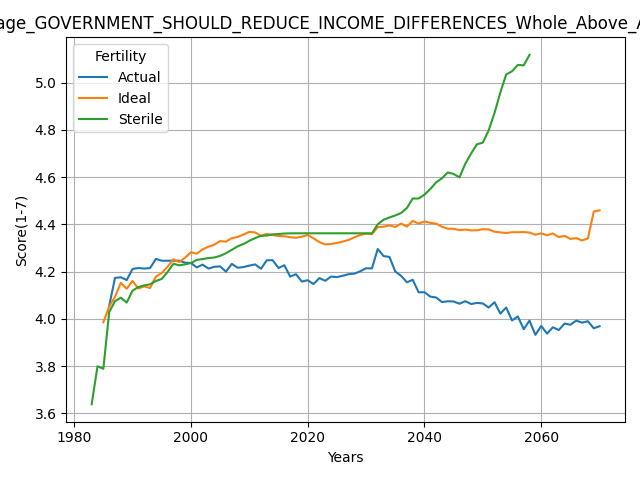 age_GOVERNMENT_SHOULD_REDUCE_INCOME_DIFFERENCES_Whole_Above_A
Fertility
Actual
Ideal
Sterile
Score(1-7)
5.0
4.8
4.6
4.4
4.2
4.0
3.8
3.6
1980
2000
2020
2040
2060
Years